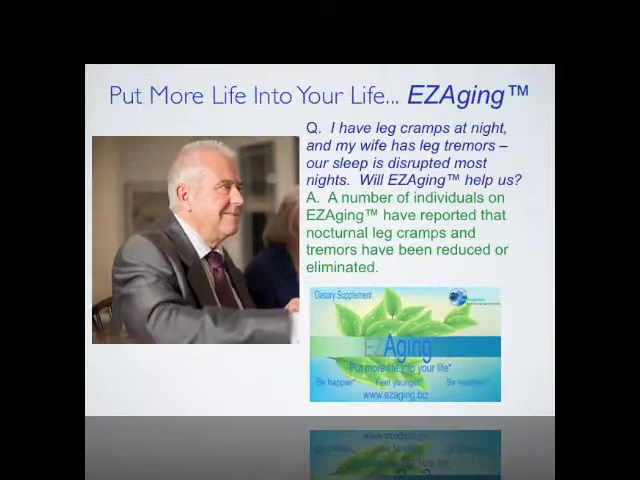 Put More Life Into Your Life... EZAging™
Q. I have leg cramps at night,
and my wife has leg tremors –
our sleep is disrupted most
nights. Will EZAging™ help us?
A. A number of individuals on
EZAging™ have reported that
nocturnal leg cramps and
tremors have been reduced or
eliminated.
Dietary Supplement
EZAging
Put more life into your life*
Be happier* Feel younger* Be healthier*
www.ezaging.biz